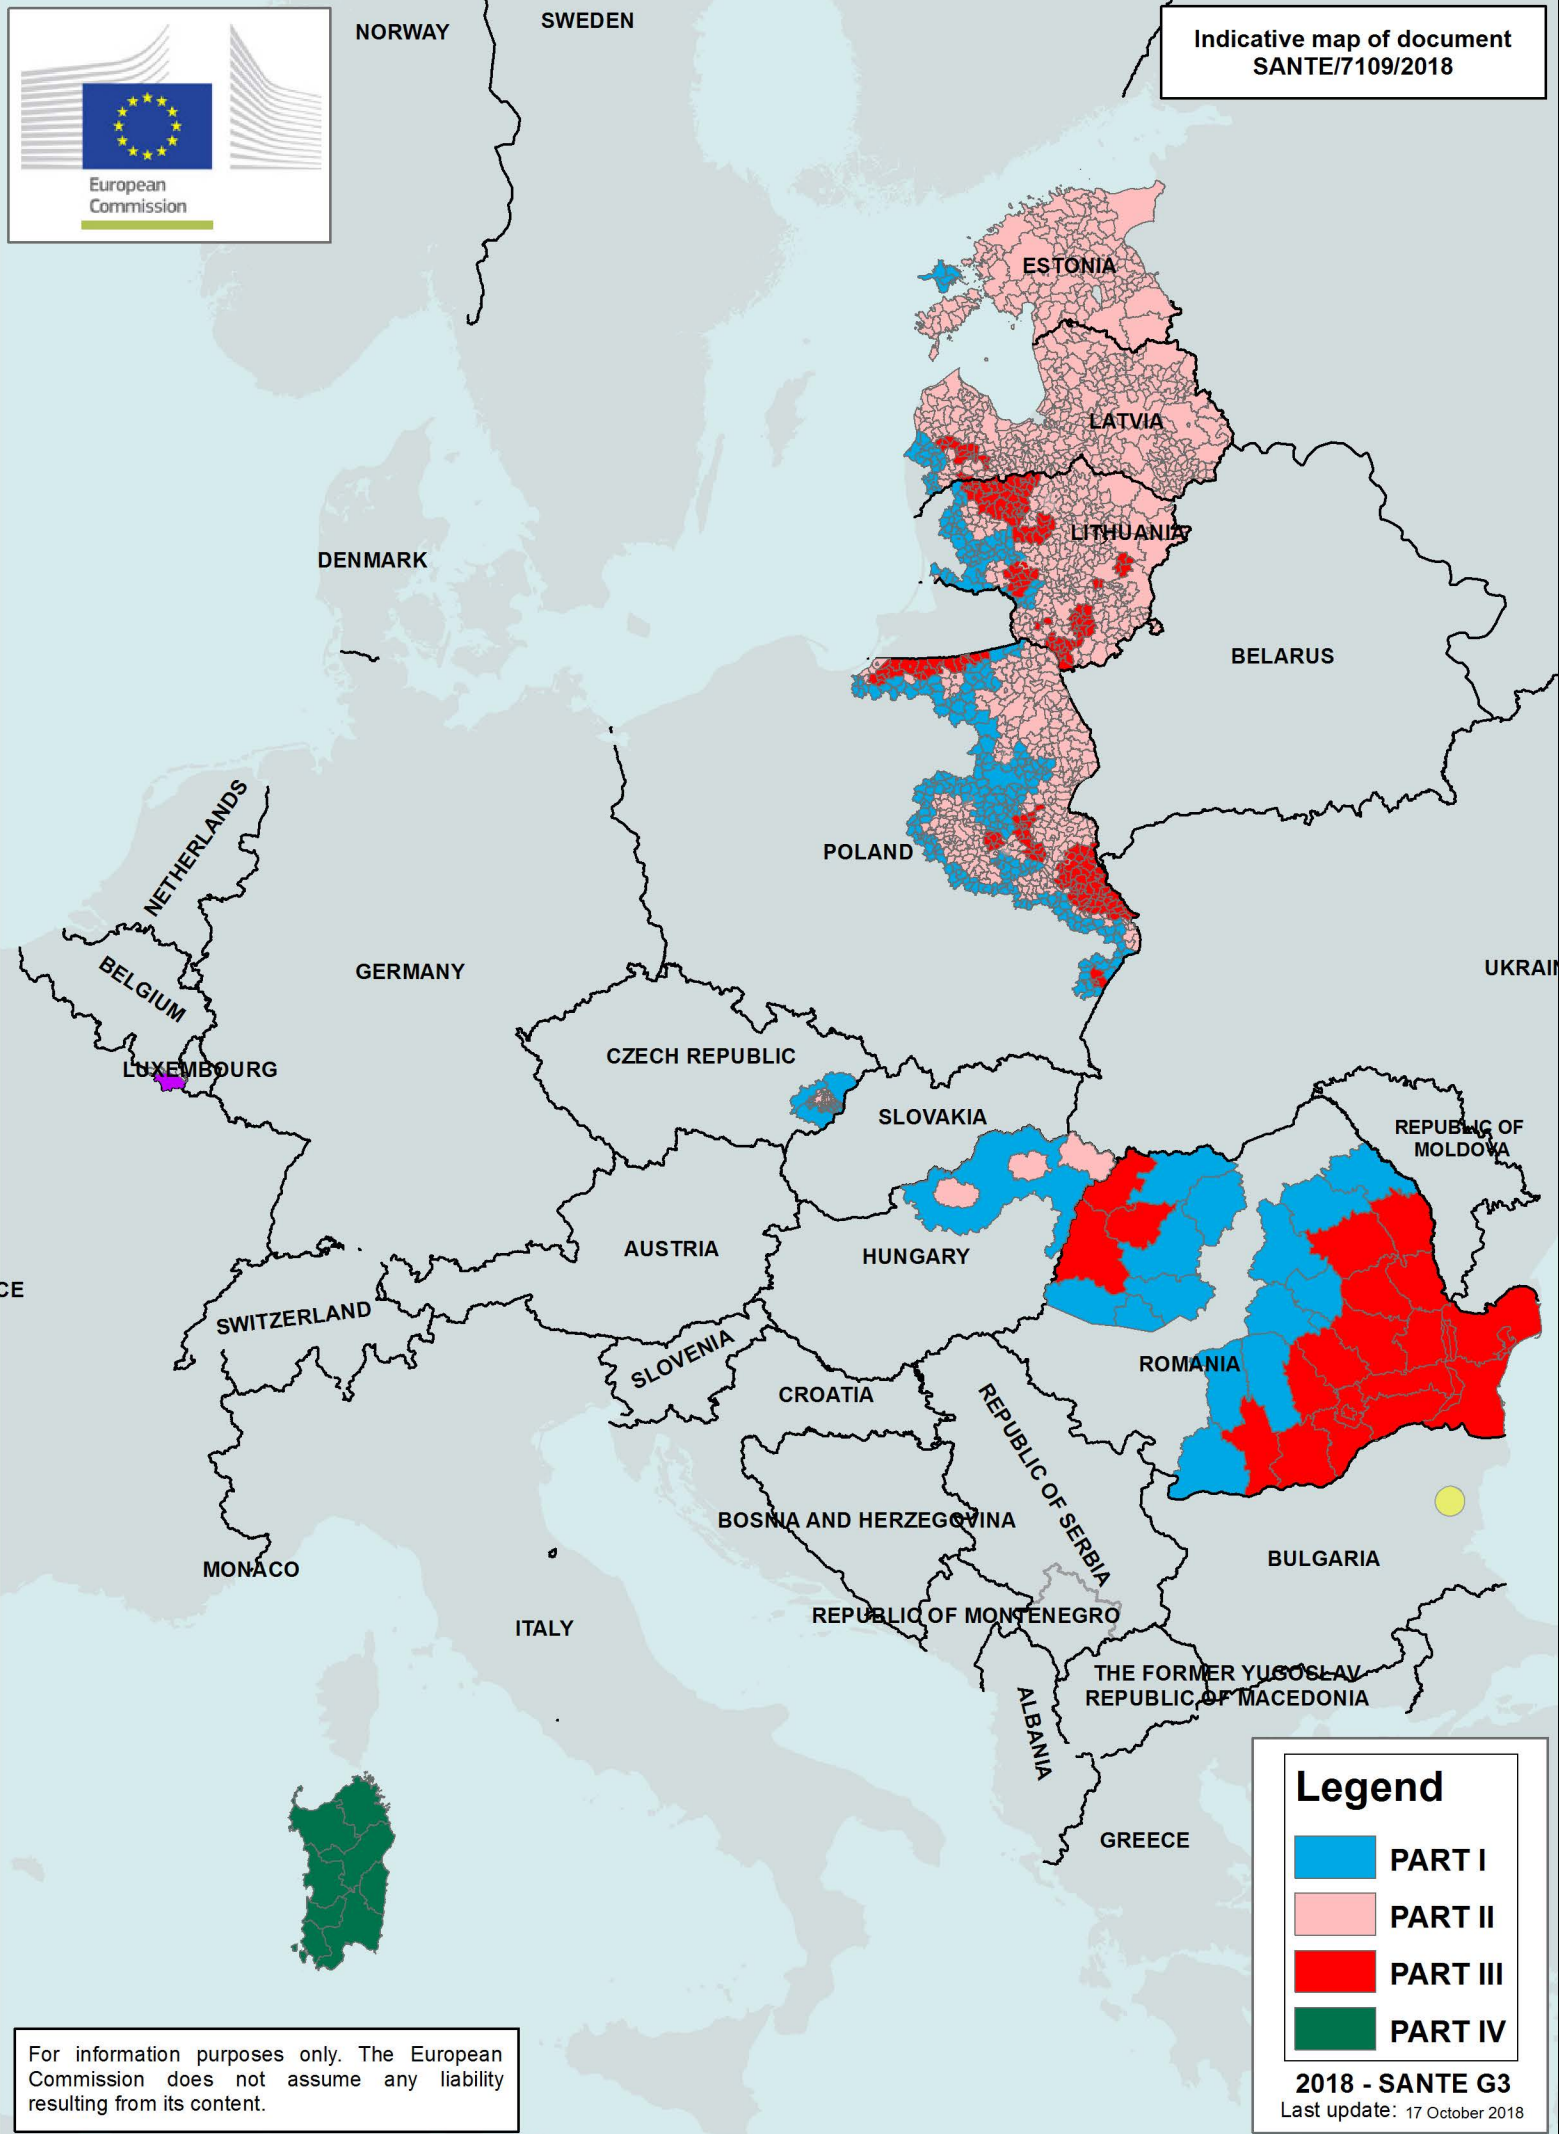 NORWAY
SWEDEN
Indicative map of document
SANTE/7109/2018
European
Commission
ESTONIA
LATVIA
LITHUANIA
DENMARK
BELARUS
NETHERLANDS
POLAND
BELGIUM
GERMANY
UKRAIN
CZECH REPUBLIC
LUXEMBOURG
SLOVAKIA
REPUBLIC OF
MOLDOVA
AUSTRIA
HUNGARY
CE
SWITZERLAND
SLOVENIA
ROMANIA
CROATIA
REPUBLIC OF SERBIA
BOSNIA AND HERZEGOVINA
BULGARIA
MONACO
REPUBLIC OF MONTENEGRO
ITALY
THE FORMER YUGOSLAV
REPUBLIC OF MACEDONIA
ALBANIA
GREECE
Legend
PART I
PART II
PART III
PART IV
2018 - SANTE G3
Last update: 17 October 2018
For information purposes only. The European
Commission does not assume any liability
resulting from its content.